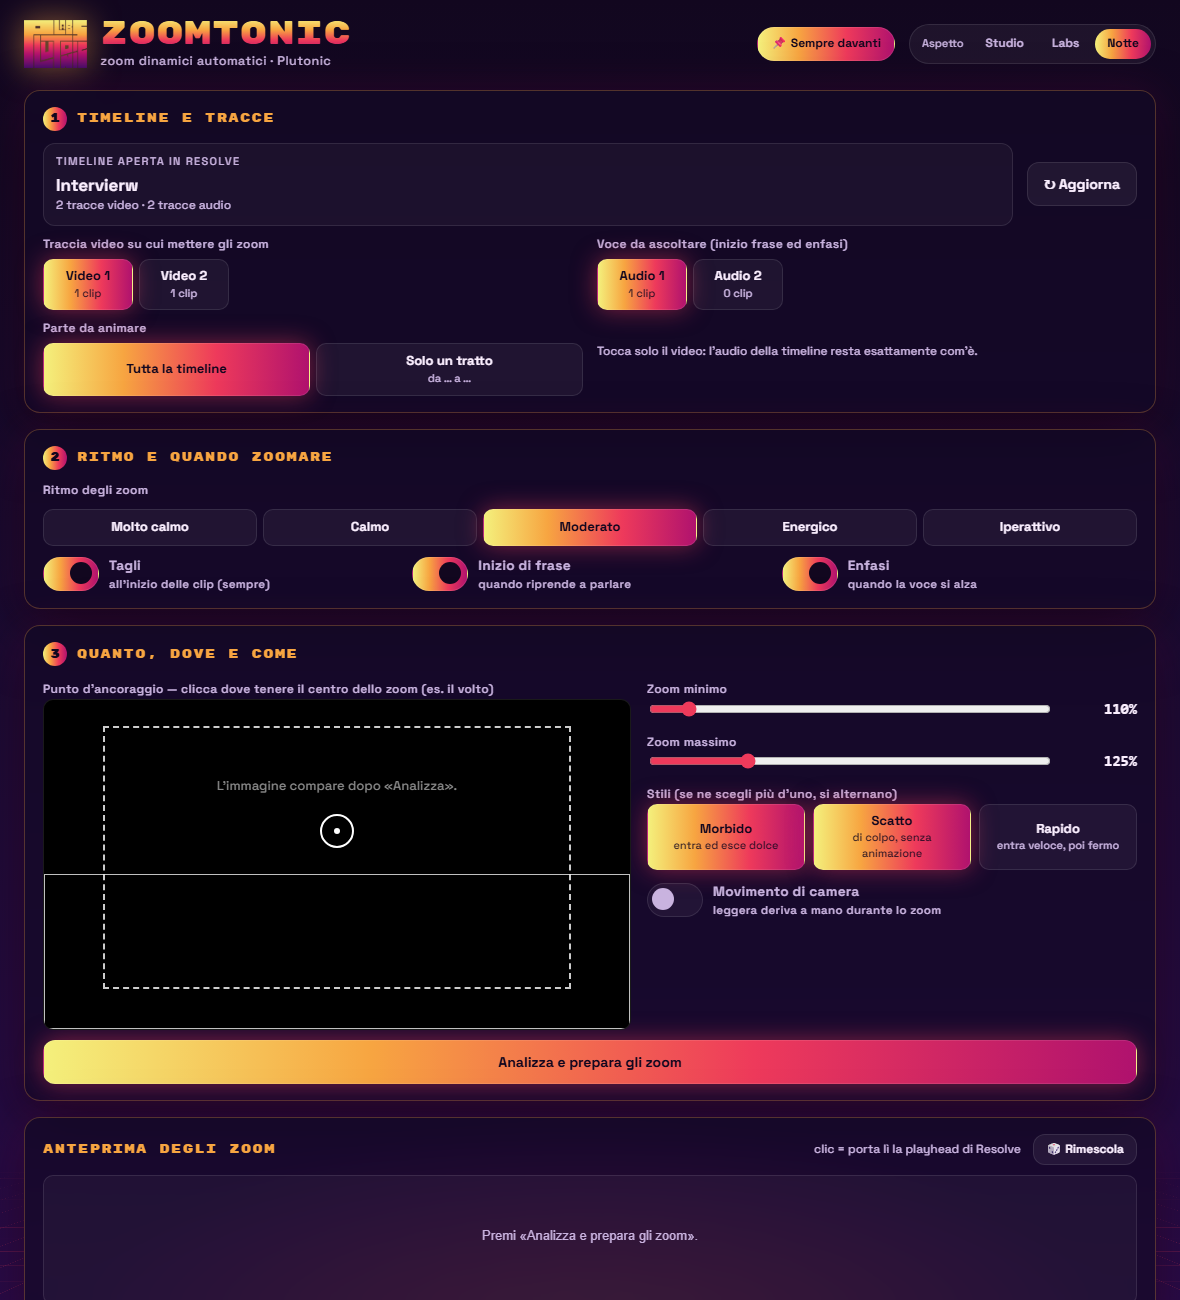 ZOOMTONIC
zoom dinamici automatici · Plutonic
📌 Sempre davanti
Aspetto
Studio
Labs
Notte
1 TIMELINE E TRACCE
TIMELINE APERTA IN RESOLVE
Intervierw
2 tracce video · 2 tracce audio
↻ Aggiorna
Traccia video su cui mettere gli zoom
Video 1
1 clip
Video 2
1 clip
Voce da ascoltare (inizio frase ed enfasi)
Audio 1
1 clip
Audio 2
0 clip
Parte da animare
Tutta la timeline
Solo un tratto
da ... a ...
Tocca solo il video: l'audio della timeline resta esattamente com'è.
2 RITMO E QUANDO ZOOMARE
Ritmo degli zoom
Molto calmo
Calmo
Moderato
Energico
Iperattivo
Tagli
all'inizio delle clip (sempre)
Inizio di frase
quando riprende a parlare
Enfasi
quando la voce si alza
3 QUANTO, DOVE E COME
Punto d'ancoraggio — clicca dove tenere il centro dello zoom (es. il volto)
L'immagine compare dopo «Analizza».
Zoom minimo
110%
Zoom massimo
125%
Stili (se ne scegli più d'uno, si alternano)
Morbido
entra ed esce dolce
Scatto
di colpo, senza
animazione
Rapido
entra veloce, poi fermo
Movimento di camera
leggera deriva a mano durante lo zoom
Analizza e prepara gli zoom
ANTEPRIMA DEGLI ZOOM
clic = porta lì la playhead di Resolve
🎲 Rimescola
Premi «Analizza e prepara gli zoom».